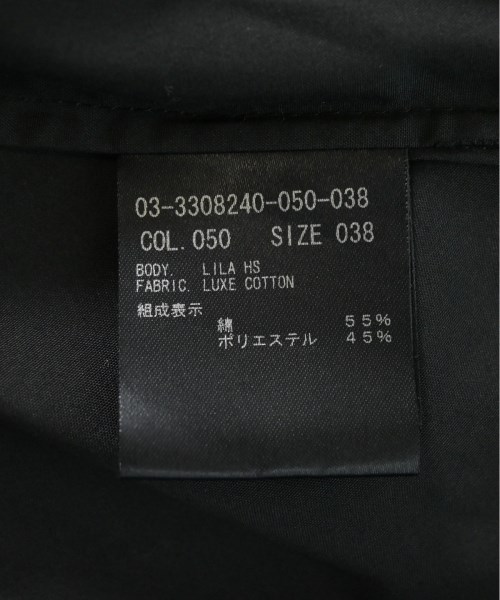 03-3308240-050-038
COL.050 SIZE 038
BODY. LILA HS
FABRIC. LUXE COTTON
組成表示
綿 55%
ポリエステル 45%